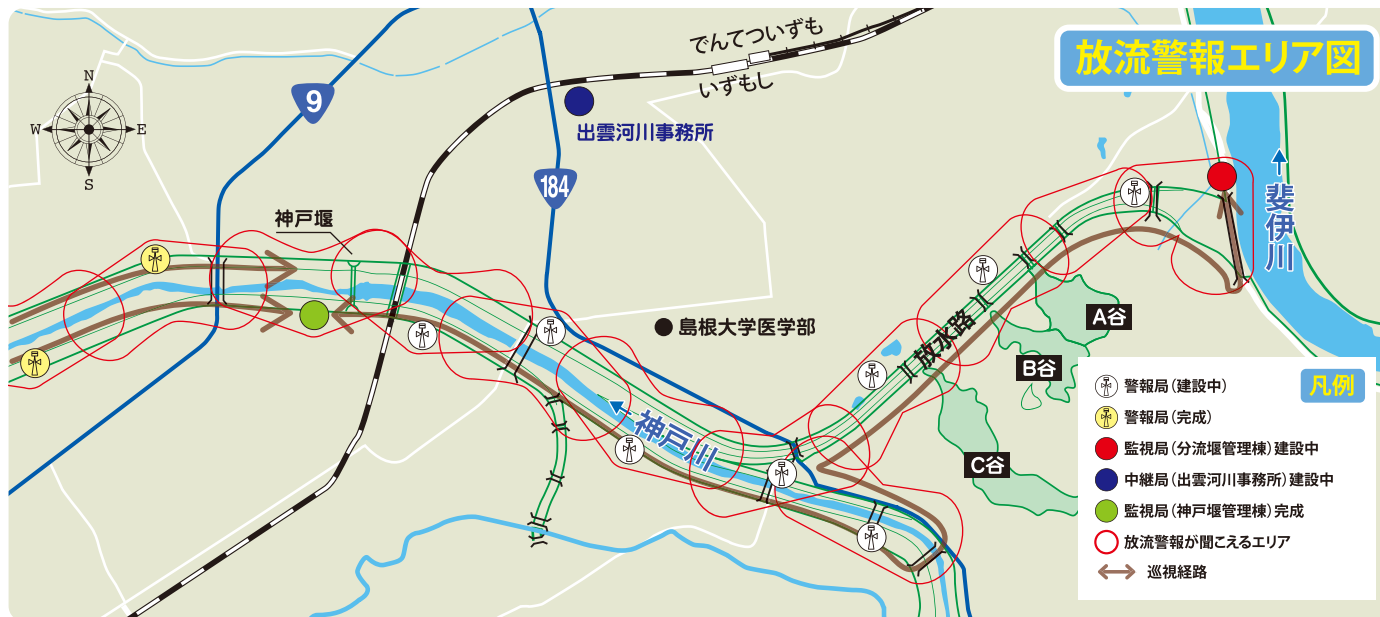 放流警報エリア図
でんてついずも
いずもし
N
W
E
S
9
184
出雲河川事務所
神戸堰
島根大学医学部
斐伊川
放水路
神戸川
A谷
B谷
C谷
凡例
警報局(建設中)
警報局(完成)
監視局(分流堰管理棟)建設中
中継局(出雲河川事務所)建設中
監視局(神戸堰管理棟)完成
放流警報が聞こえるエリア
巡視経路